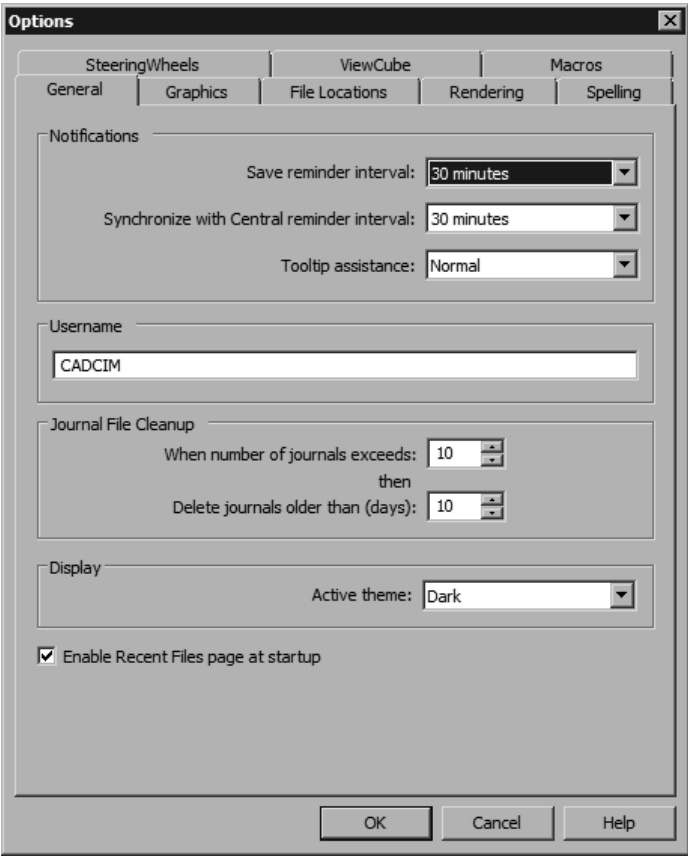 Options
SteeringWheels ViewCube Macros
General Graphics File Locations Rendering Spelling
Notifications
Save reminder interval: 30 minutes
Synchronize with Central reminder interval: 30 minutes
Tooltip assistance: Normal
Username
CADCIM
Journal File Cleanup
When number of journals exceeds: 10
then
Delete journals older than (days): 10
Display
Active theme: Dark
Enable Recent Files page at startup
OK Cancel Help